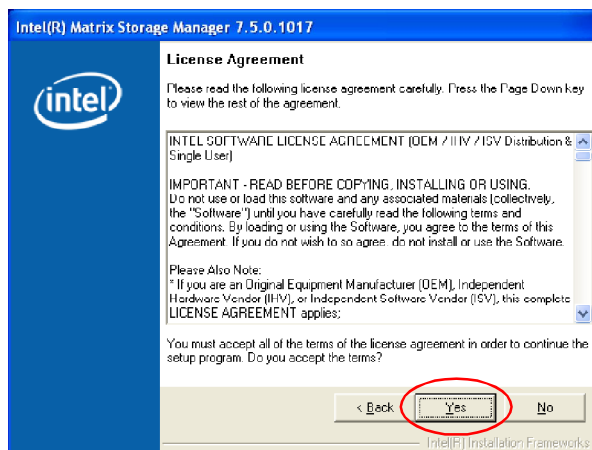 Intel(R) Matrix Storage Manager 7.5.0.1017
intel
License Agreement
Please read the following license agreement carefully. Press the Page Down key
to view the rest of the agreement.
INTEL SOFTWARE LICENSE AGREEMENT (OEM / IHV / ISV Distribution &
Single User)
IMPORTANT - READ BEFORE COPYING, INSTALLING OR USING.
Do not use or load this software and any associated materials (collectively,
the "Software") until you have carefully read the following terms and
conditions. By loading or using the Software, you agree to the terms of this
Agreement. If you do not wish to so agree, do not install or use the Software.
Please Also Note:
* If you are an Original Equipment Manufacturer (OEM), Independent
Hardware Vendor (IHV), or Independent Software Vendor (ISV), this complete
LICENSE AGREEMENT applies;
You must accept all of the terms of the license agreement in order to continue the
setup program. Do you accept the terms?
< Back
Yes
No
Intel(R) Installation Frameworks